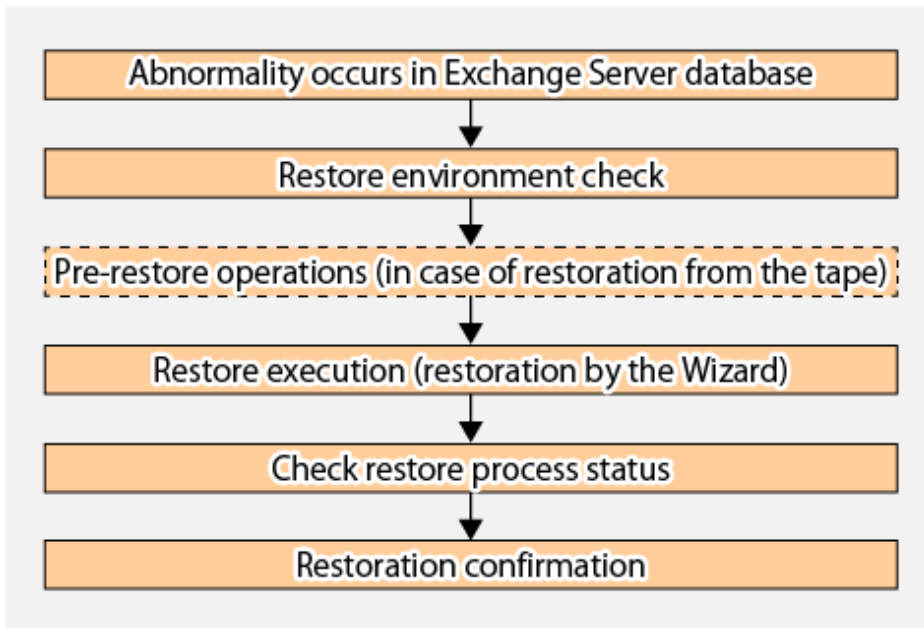 Abnormality occurs in Exchange Server database
Restore environment check
Pre-restore operations (in case of restoration from the tape)
Restore execution (restoration by the Wizard)
Check restore process status
Restoration confirmation